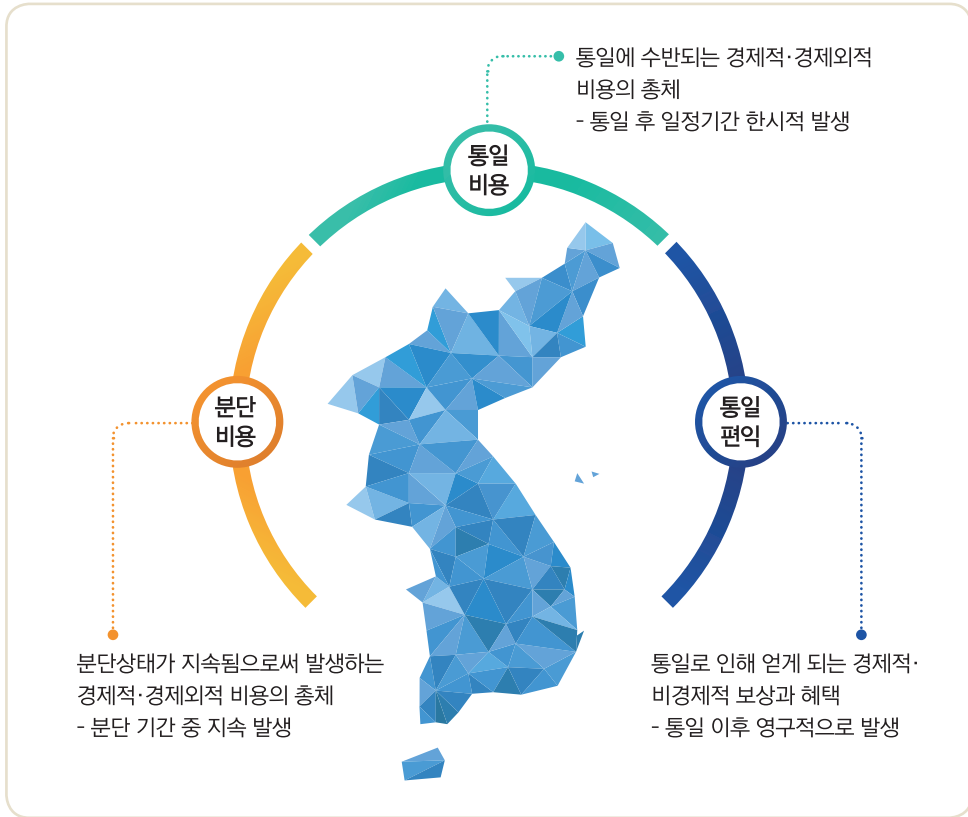 통일에 수반되는 경제적·경제외적
비용의 총체
- 통일 후 일정기간 한시적 발생
통일
비용
분단
비용
통일
편익
분단상태가 지속됨으로써 발생하는
경제적·경제외적 비용의 총체
- 분단 기간 중 지속 발생
통일로 인해 얻게 되는 경제적·
비경제적 보상과 혜택
- 통일 이후 영구적으로 발생